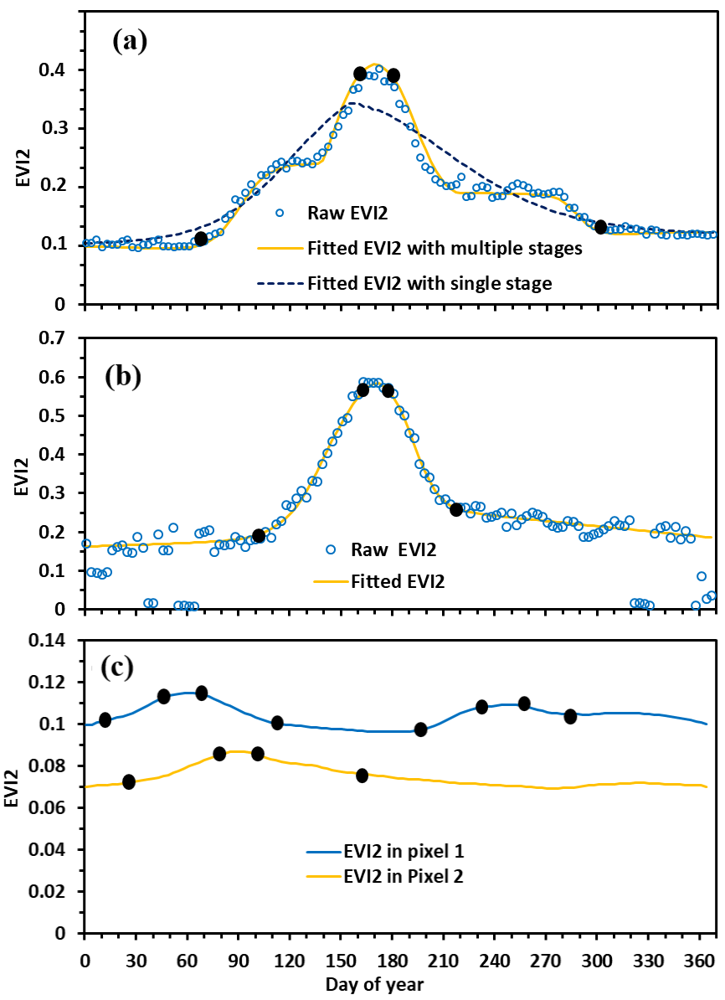 (a)
0.4
0.3
0.2
0.1
0
EVI2
Raw EVI2
Fitted EVI2 with multiple stages
Fitted EVI2 with single stage
(b)
0.7
0.6
0.5
0.4
0.3
0.2
0.1
0
EVI2
Raw EVI2
Fitted EVI2
(c)
0.14
0.12
0.1
0.08
0.06
0.04
0.02
0
EVI2
EVI2 in pixel 1
EVI2 in Pixel 2
0 30 60 90 120 150 180 210 240 270 300 330 360
Day of year